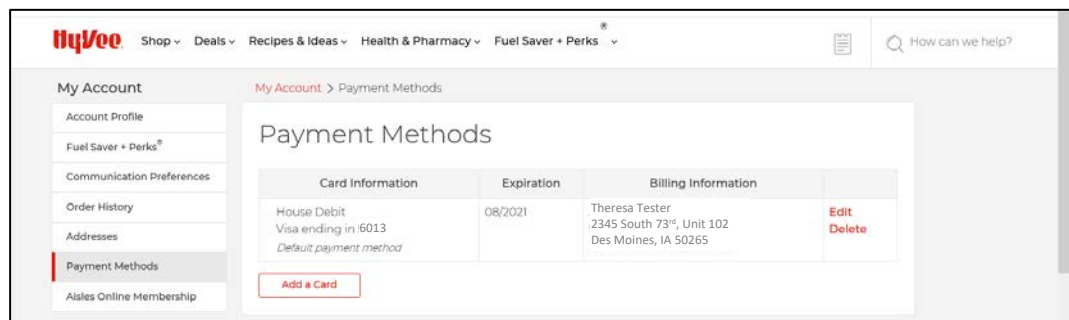 HyVee Shop Deals Recipes & Ideas Health & Pharmacy Fuel Saver + Perks ® How can we help?
My Account
Account Profile
Fuel Saver + Perks®
Communication Preferences
Order History
Addresses
Payment Methods
Aisles Online Membership
My Account > Payment Methods
Payment Methods
Card Information Expiration Billing Information
House Debit 08/2021 Theresa Tester Edit
Visa ending in 6013 2345 South 73rd, Unit 102 Delete
Default payment method Des Moines, IA 50265
Add a Card